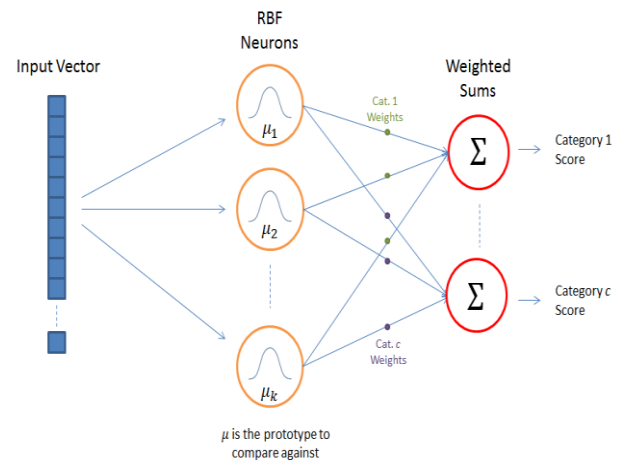 RBF
Neurons
Input Vector
Weighted
Sums
Cat. 1
Weights
μ₁
Σ
Category 1
Score
μ₂
Σ
Category c
Score
Cat. c
Weights
μₖ
μ is the prototype to
compare against